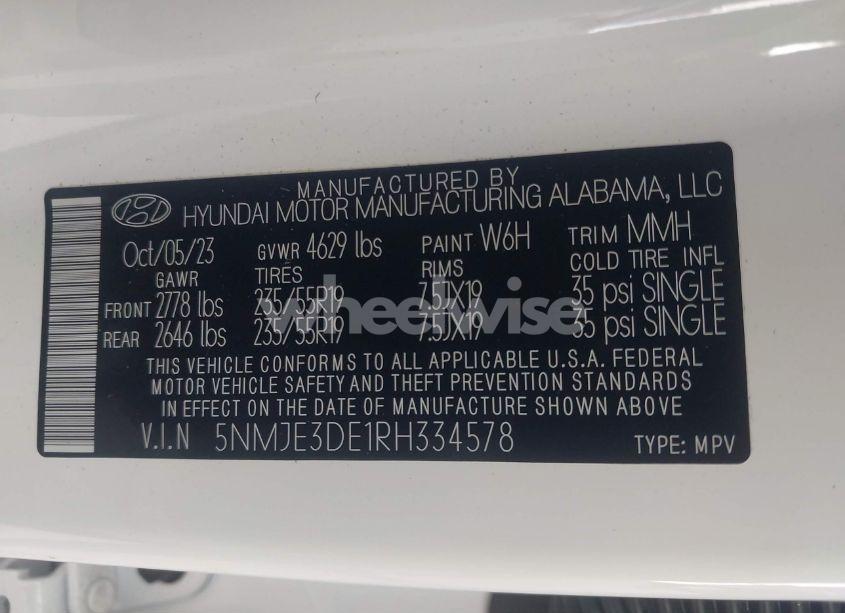 MANUFACTURED BY
HYUNDAI MOTOR MANUFACTURING ALABAMA, LLC
Oct/05/23 GVWR 4629 lbs PAINT W6H TRIM MMH
GAWR TIRES RIMS COLD TIRE INFL
FRONT 2778 lbs 235/55R19 7.5JX19 35 psi SINGLE
REAR 2646 lbs 235/55R19 7.5JX19 35 psi SINGLE
THIS VEHICLE CONFORMS TO ALL APPLICABLE U.S.A. FEDERAL
MOTOR VEHICLE SAFETY AND THEFT PREVENTION STANDARDS
IN EFFECT ON THE DATE OF MANUFACTURE SHOWN ABOVE
V.I.N 5NMJE3DE1RH334578 TYPE: MPV
wheelwise